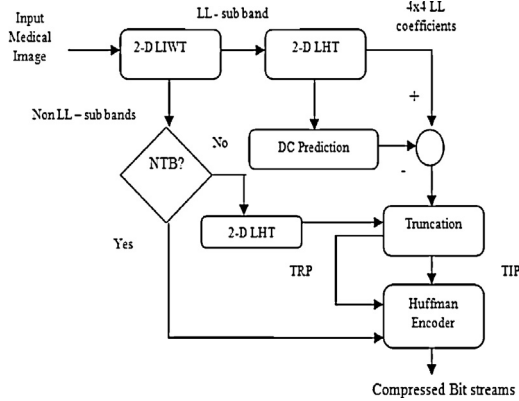 Input
Medical
Image
LL - sub band
4x4 LL
coefficients
2-D LIWT
2-D LHT
+
Non LL – sub bands
No
NTB?
DC Prediction
-
2-D LHT
Truncation
Yes
TRP
TIP
Huffman
Encoder
Compressed Bit streams